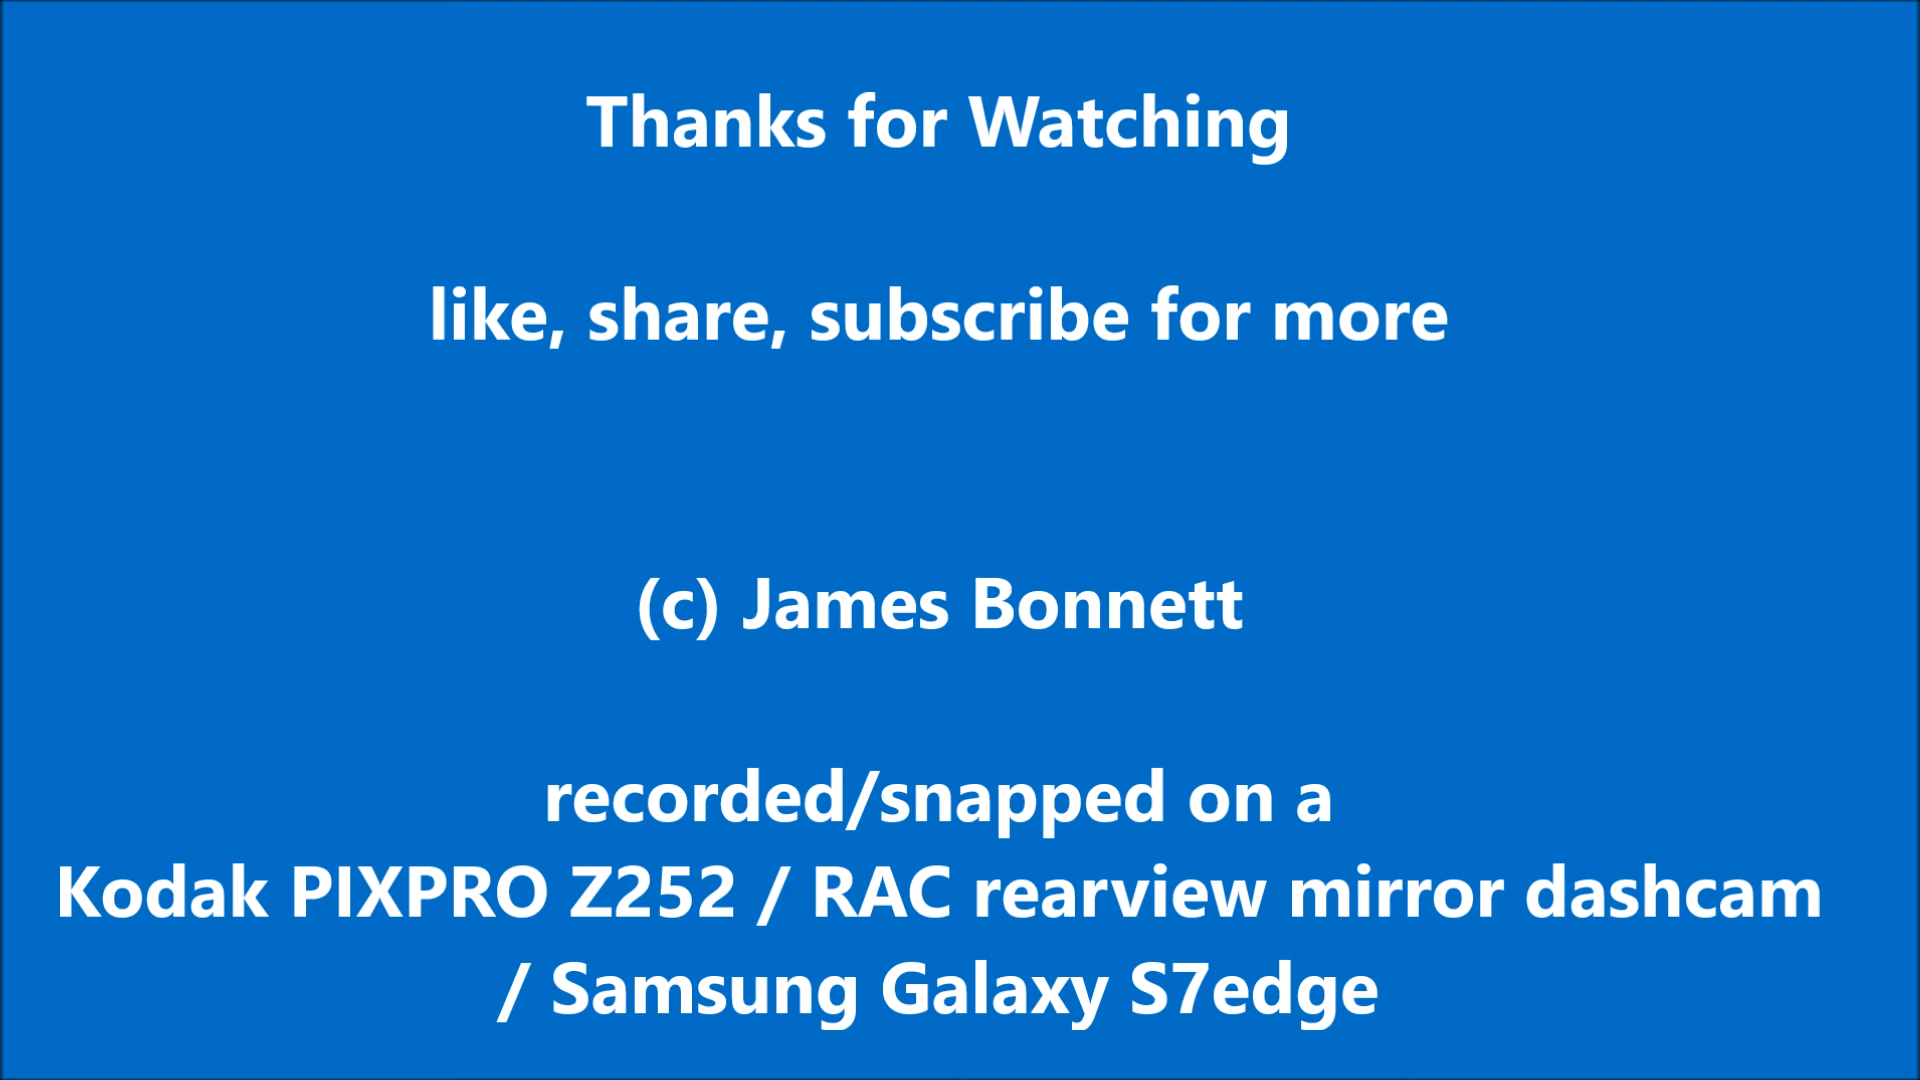 Thanks for Watching
like, share, subscribe for more
(c) James Bonnett
recorded/snapped on a
Kodak PIXPRO Z252 / RAC rearview mirror dashcam
/ Samsung Galaxy S7edge